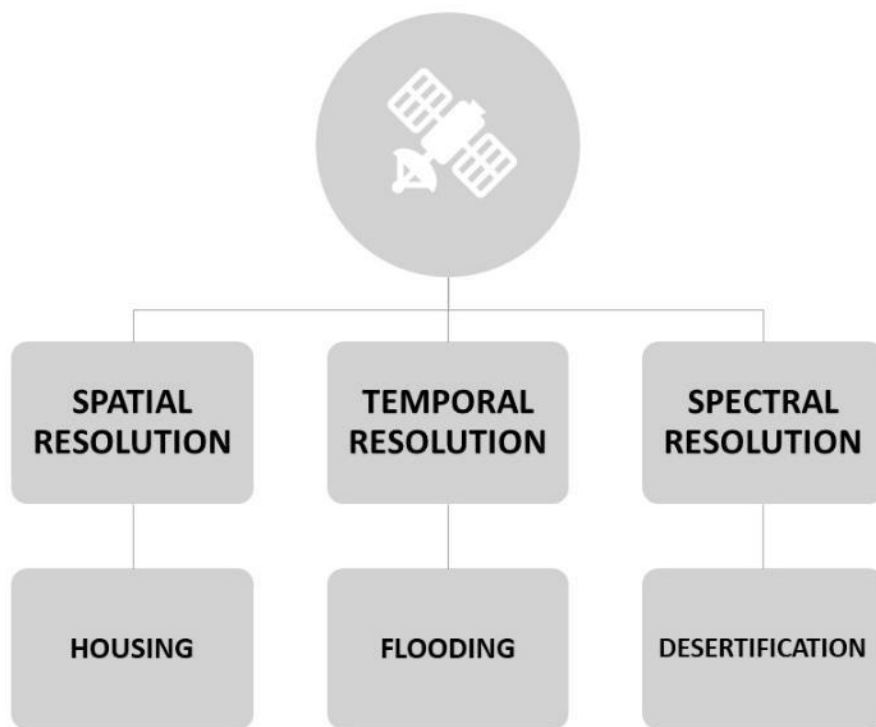 SPATIAL
RESOLUTION
TEMPORAL
RESOLUTION
SPECTRAL
RESOLUTION
HOUSING
FLOODING
DESERTIFICATION